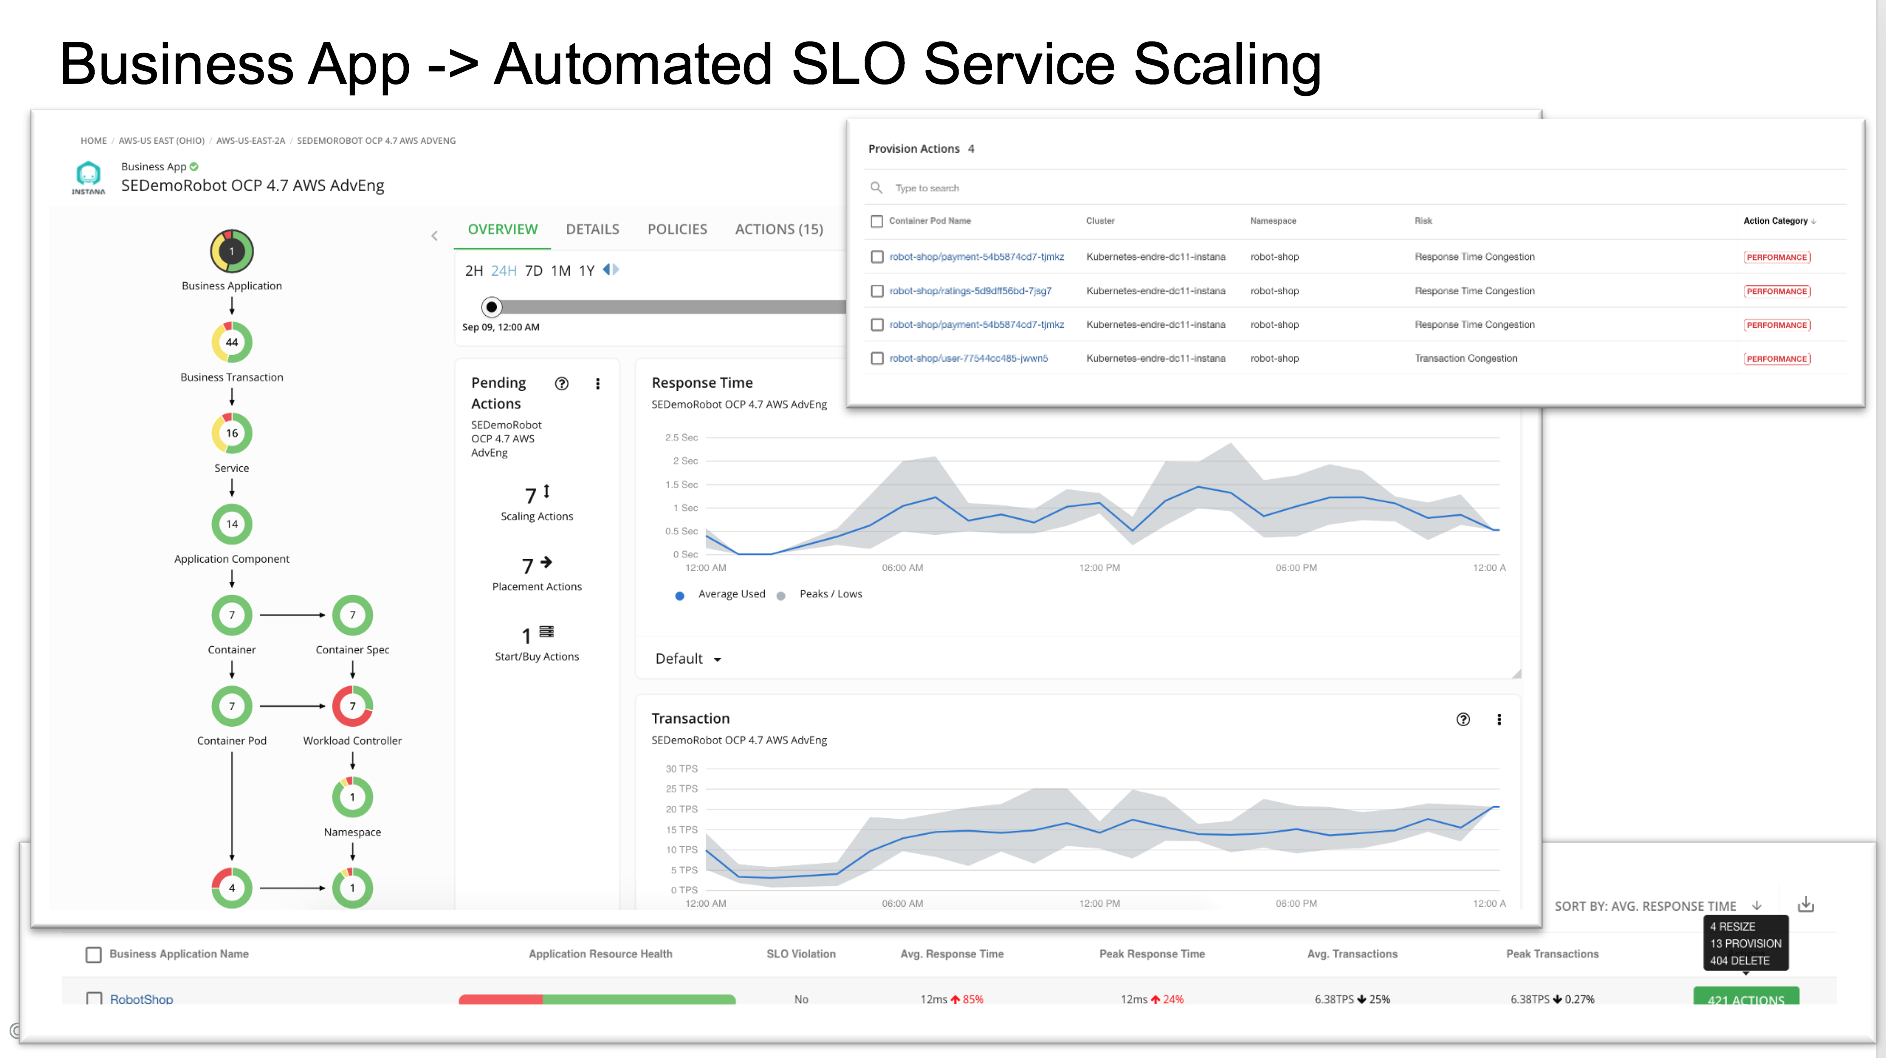 Business App -> Automated SLO Service Scaling
HOME / AWS-US EAST (OHIO) / AWS-US-EAST-2A / SEDEMOROBOT OCP 4.7 AWS ADVENG
INSTANA
Business App
SEDemoRobot OCP 4.7 AWS AdvEng
1
Business Application
44
Business Transaction
16
Service
14
Application Component
7
7
Container
Container Spec
7
7
Container Pod
Workload Controller
1
Namespace
4
1
OVERVIEW DETAILS POLICIES ACTIONS (15)
2H 24H 7D 1M 1Y
Sep 09, 12:00 AM
Pending
Actions
SEDemoRobot
OCP 4.7 AWS
AdvEng
7
Scaling Actions
7
Placement Actions
1
Start/Buy Actions
Response Time
SEDemoRobot OCP 4.7 AWS AdvEng
2.5 Sec
2 Sec
1.5 Sec
1 Sec
0.5 Sec
0 Sec
12:00 AM 06:00 AM 12:00 PM 06:00 PM 12:00 A
Average Used Peaks / Lows
Default
Transaction
SEDemoRobot OCP 4.7 AWS AdvEng
30 TPS
25 TPS
20 TPS
15 TPS
10 TPS
5 TPS
0 TPS
12:00 AM 06:00 AM 12:00 PM 06:00 PM 12:00 A
Provision Actions 4
Type to search
Container Pod Name Cluster Namespace Risk Action Category
robot-shop/payment-54b5874cd7-tjmkz Kubernetes-endre-dc11-instana robot-shop Response Time Congestion PERFORMANCE
robot-shop/ratings-5d9dff56bd-7jsg7 Kubernetes-endre-dc11-instana robot-shop Response Time Congestion PERFORMANCE
robot-shop/payment-54b5874cd7-tjmkz Kubernetes-endre-dc11-instana robot-shop Response Time Congestion PERFORMANCE
robot-shop/user-77544cc485-jwwn5 Kubernetes-endre-dc11-instana robot-shop Transaction Congestion PERFORMANCE
SORT BY: AVG. RESPONSE TIME
4 RESIZE
13 PROVISION
404 DELETE
Business Application Name Application Resource Health SLO Violation Avg. Response Time Peak Response Time Avg. Transactions Peak Transactions
RobotShop No 12ms 85% 12ms 24% 6.38TPS 25% 6.38TPS 0.27% 421 ACTIONS